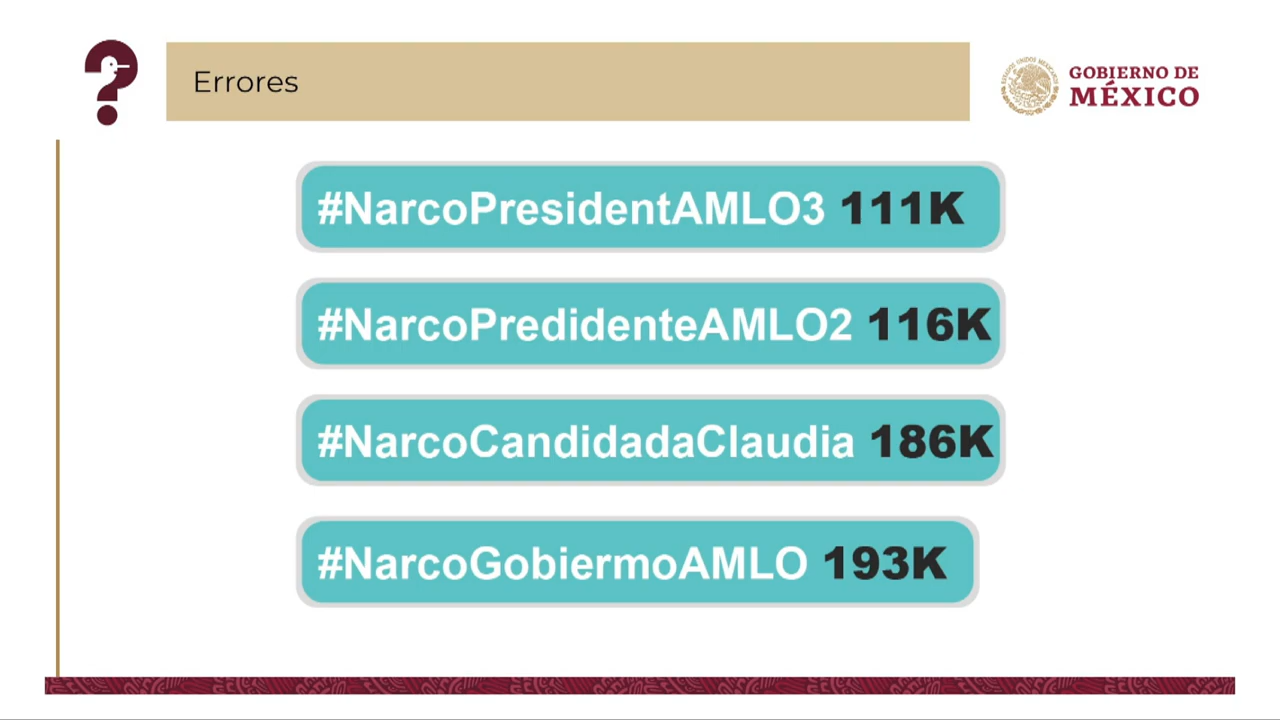 Errores
GOBIERNO DE
MÉXICO
#NarcoPresidentAMLO3 111K
#NarcoPredidenteAMLO2 116K
#NarcoCandidadaClaudia 186K
#NarcoGobiermoAMLO 193K